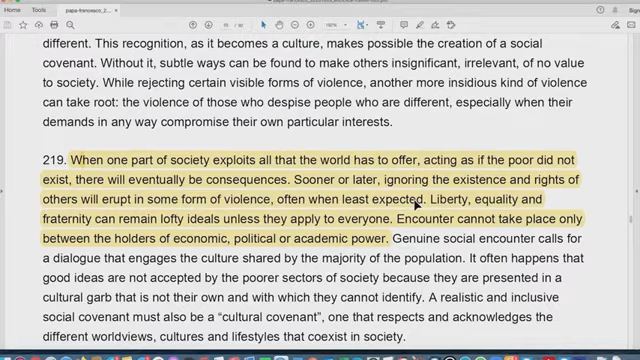 Acrobat
Tools
different. This recognition, as it becomes a culture, makes possible the creation of a social
covenant. Without it, subtle ways can be found to make others insignificant, irrelevant, of no value
to society. While rejecting certain visible forms of violence, another more insidious kind of violence
can take root: the violence of those who despise people who are different, especially when their
demands in any way compromise their own particular interests.
219. When one part of society exploits all that the world has to offer, acting as if the poor did not
exist, there will eventually be consequences. Sooner or later, ignoring the existence and rights of
others will erupt in some form of violence, often when least expected. Liberty, equality and
fraternity can remain lofty ideals unless they apply to everyone. Encounter cannot take place only
between the holders of economic, political or academic power. Genuine social encounter calls for
a dialogue that engages the culture shared by the majority of the population. It often happens that
good ideas are not accepted by the poorer sectors of society because they are presented in a
cultural garb that is not their own and with which they cannot identify. A realistic and inclusive
social covenant must also be a “cultural covenant”, one that respects and acknowledges the
different worldviews, cultures and lifestyles that coexist in society.